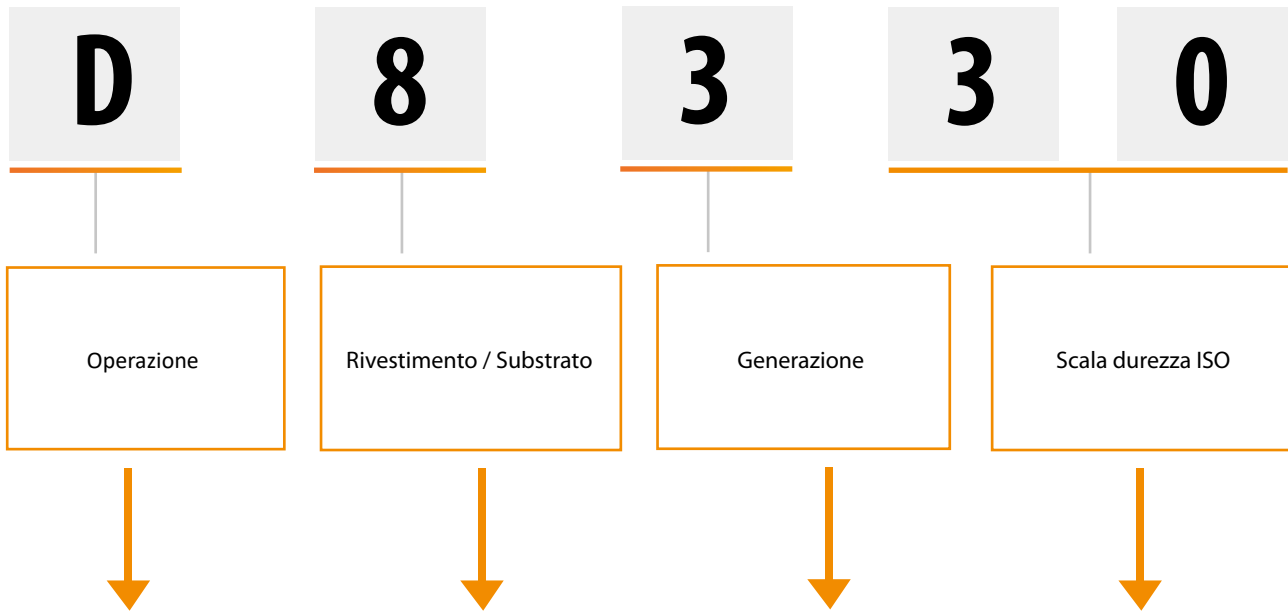 D 8 3 3 0
Operazione
Rivestimento / Substrato
Generazione
Scala durezza ISO